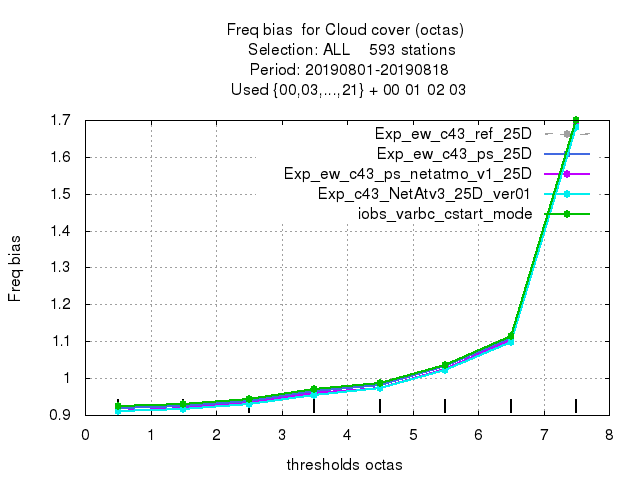 Freq bias  for Cloud cover (octas)
Selection: ALL    593 stations
Period: 20190801-20190818
Used {00,03,...,21} + 00 01 02 03
Exp_ew_c43_ref_25D
Exp_ew_c43_ps_25D
Exp_ew_c43_ps_netatmo_v1_25D
Exp_c43_NetAtv3_25D_ver01
iobs_varbc_cstart_mode
Freq bias
1.7
1.6
1.5
1.4
1.3
1.2
1.1
1
0.9
0 1 2 3 4 5 6 7 8
thresholds octas